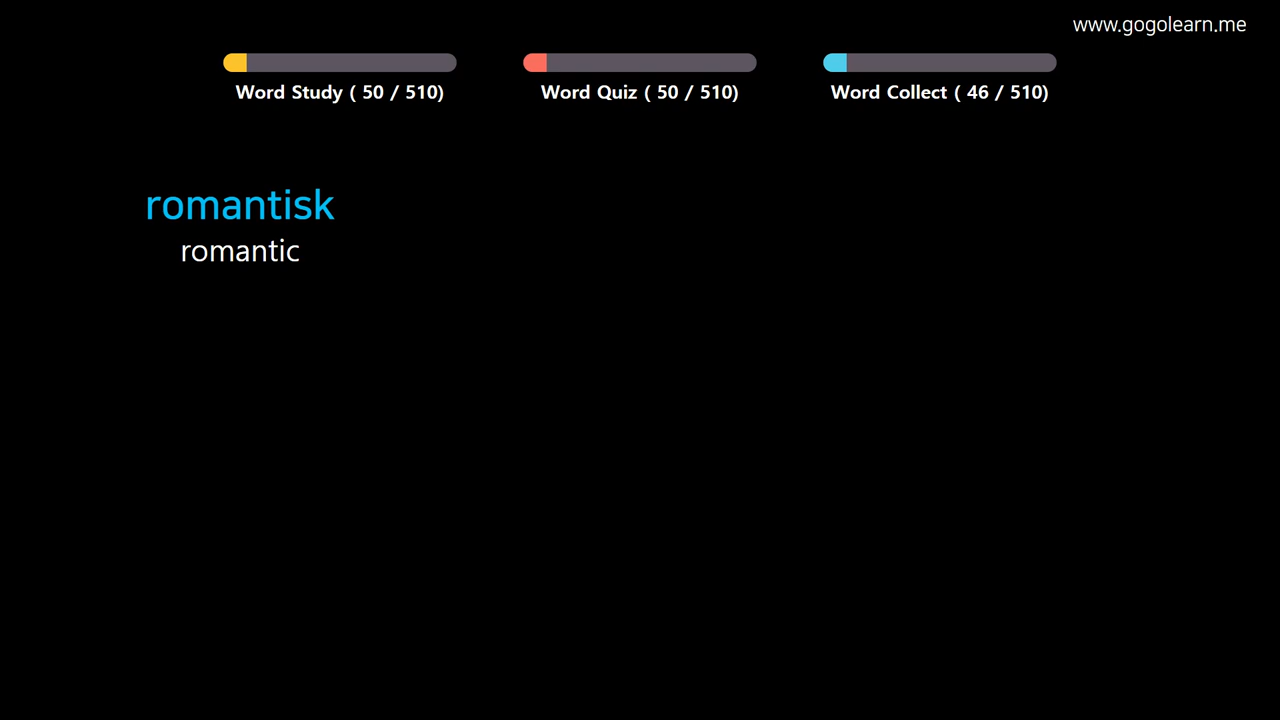 www.gogolearn.me
Word Study ( 50 / 510)
Word Quiz ( 50 / 510)
Word Collect ( 46 / 510)
romantisk
romantic